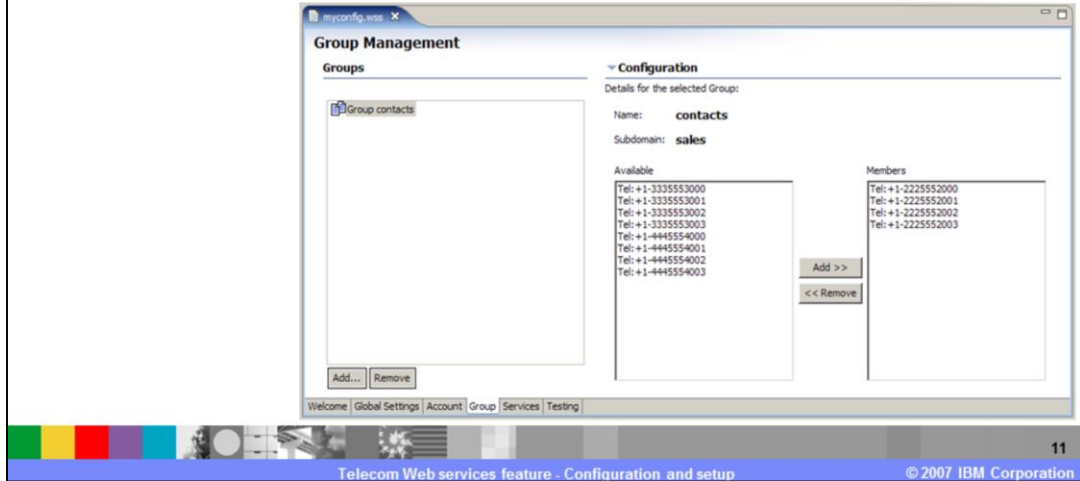 myconfig.wss
Group Management
Groups
Group contacts
Add...
Remove
Configuration
Details for the selected Group:
Name: contacts
Subdomain: sales
Available
Tel:+1-3335553000
Tel:+1-3335553001
Tel:+1-3335553002
Tel:+1-3335553003
Tel:+1-4445554000
Tel:+1-4445554001
Tel:+1-4445554002
Tel:+1-4445554003
Add >>
<< Remove
Members
Tel:+1-2225552000
Tel:+1-2225552001
Tel:+1-2225552002
Tel:+1-2225552003
Welcome Global Settings Account Group Services Testing
11
Telecom Web services feature - Configuration and setup
© 2007 IBM Corporation